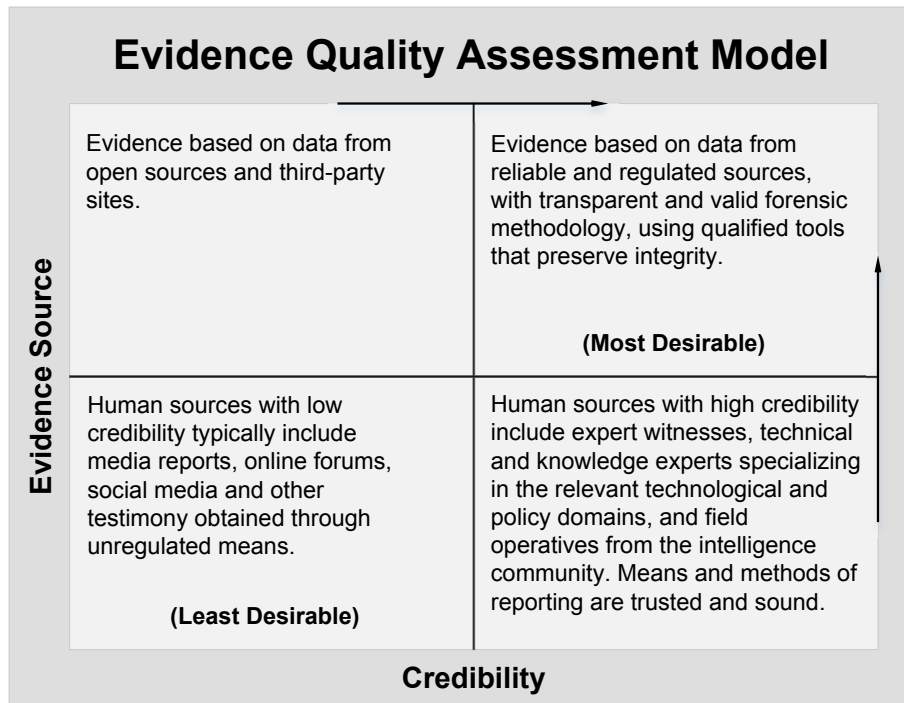 Evidence Quality Assessment Model
Evidence based on data from
open sources and third-party
sites.
Evidence based on data from
reliable and regulated sources,
with transparent and valid forensic
methodology, using qualified tools
that preserve integrity.
(Most Desirable)
Evidence Source
Human sources with low
credibility typically include
media reports, online forums,
social media and other
testimony obtained through
unregulated means.
(Least Desirable)
Human sources with high credibility
include expert witnesses, technical
and knowledge experts specializing
in the relevant technological and
policy domains, and field
operatives from the intelligence
community. Means and methods of
reporting are trusted and sound.
Credibility